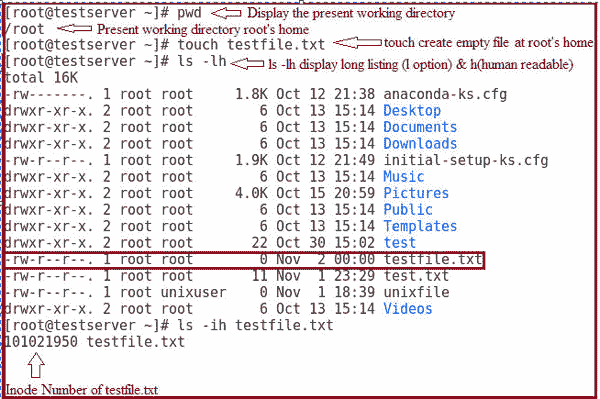 [root@testserver ~]# pwd Display the present working directory
/root Present working directory root's home
[root@testserver ~]# touch testfile.txt touch create empty file at root's home
[root@testserver ~]# ls -lh ls -lh display long listing (l option) & h(human readable)
total 16K
-rw-------. 1 root root 1.8K Oct 12 21:38 anaconda-ks.cfg
drwxr-xr-x. 2 root root 6 Oct 13 15:14 Desktop
drwxr-xr-x. 2 root root 6 Oct 13 15:14 Documents
drwxr-xr-x. 2 root root 6 Oct 13 15:14 Downloads
-rw-r--r--. 1 root root 1.9K Oct 12 21:49 initial-setup-ks.cfg
drwxr-xr-x. 2 root root 6 Oct 13 15:14 Music
drwxr-xr-x. 2 root root 4.0K Oct 15 20:59 Pictures
drwxr-xr-x. 2 root root 6 Oct 13 15:14 Public
drwxr-xr-x. 2 root root 6 Oct 13 15:14 Templates
drwxr-xr-x. 2 root root 22 Oct 30 15:02 test
-rw-r--r--. 1 root root 0 Nov 2 00:00 testfile.txt
-rw-r--r--. 1 root root 11 Nov 1 23:29 test.txt
-rw-r--r--. 1 root unixuser 0 Nov 1 18:39 unixfile
drwxr-xr-x. 2 root root 6 Oct 13 15:14 Videos
[root@testserver ~]# ls -ih testfile.txt
101021950 testfile.txt
Inode Number of testfile.txt